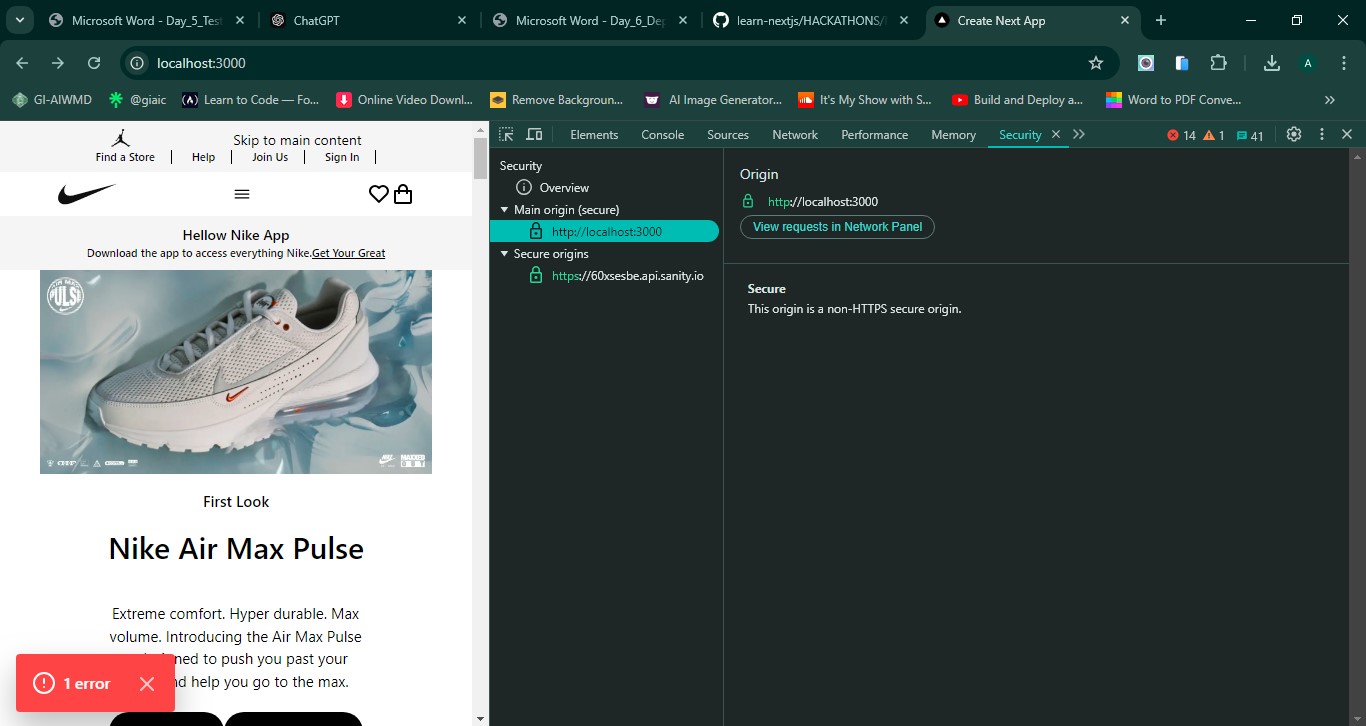 Microsoft Word - Day_5_Test
ChatGPT
Microsoft Word - Day_6_Dep
learn-nextjs/HACKATHONS/
Create Next App
localhost:3000
A
GI-AIWMD
@giaic
Learn to Code — Fo...
Online Video Downl...
Remove Backgroun...
AI Image Generator...
It's My Show with S...
Build and Deploy a...
Word to PDF Conve...
Skip to main content
Find a Store
Help
Join Us
Sign In
Hellow Nike App
Download the app to access everything Nike.Get Your Great
PULSE
First Look
Nike Air Max Pulse
Extreme comfort. Hyper durable. Max
volume. Introducing the Air Max Pulse
ned to push you past your
d help you go to the max.
1 error
Elements Console Sources Network Performance Memory Security
14 1 41
Security
Overview
Main origin (secure)
http://localhost:3000
Secure origins
https://60xsesbe.api.sanity.io
Origin
http://localhost:3000
View requests in Network Panel
Secure
This origin is a non-HTTPS secure origin.